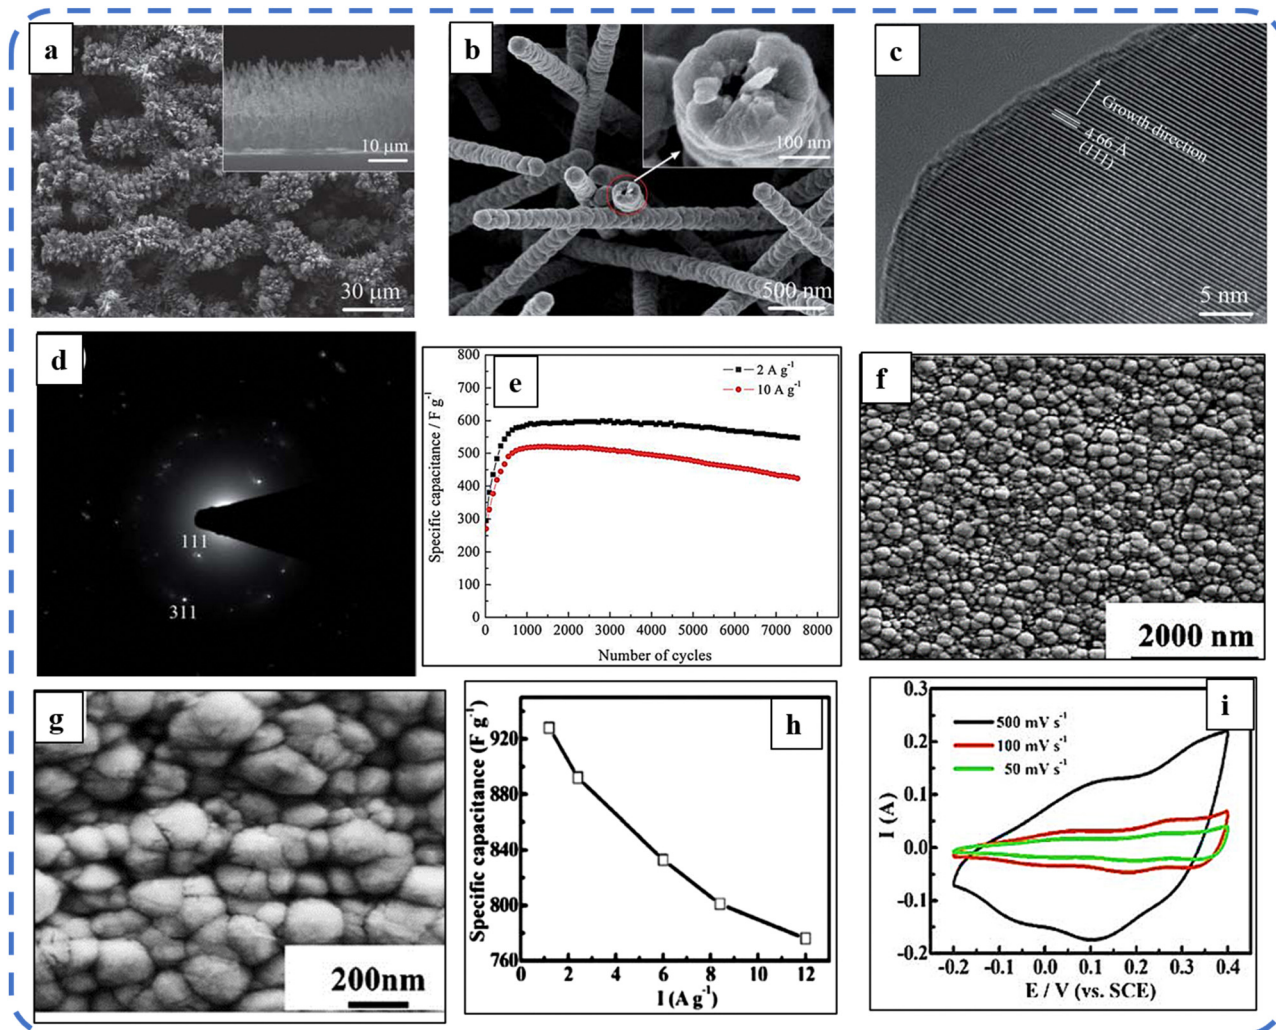 a
10 μm
30 μm
b
100 nm
500 nm
c
Growth direction
4.66 Å
(111)
5 nm
d
111
311
e
Specific capacitance / F g⁻¹
800
700
600
500
400
300
200
100
0
2 A g⁻¹
10 A g⁻¹
0 1000 2000 3000 4000 5000 6000 7000 8000
Number of cycles
f
2000 nm
g
200nm
h
Specific capacitance (F g⁻¹)
920
880
840
800
760
0 2 4 6 8 10 12
I (A g⁻¹)
i
I (A)
0.3
0.2
0.1
0.0
-0.1
-0.2
500 mV s⁻¹
100 mV s⁻¹
50 mV s⁻¹
-0.2 -0.1 0.0 0.1 0.2 0.3 0.4
E / V (vs. SCE)